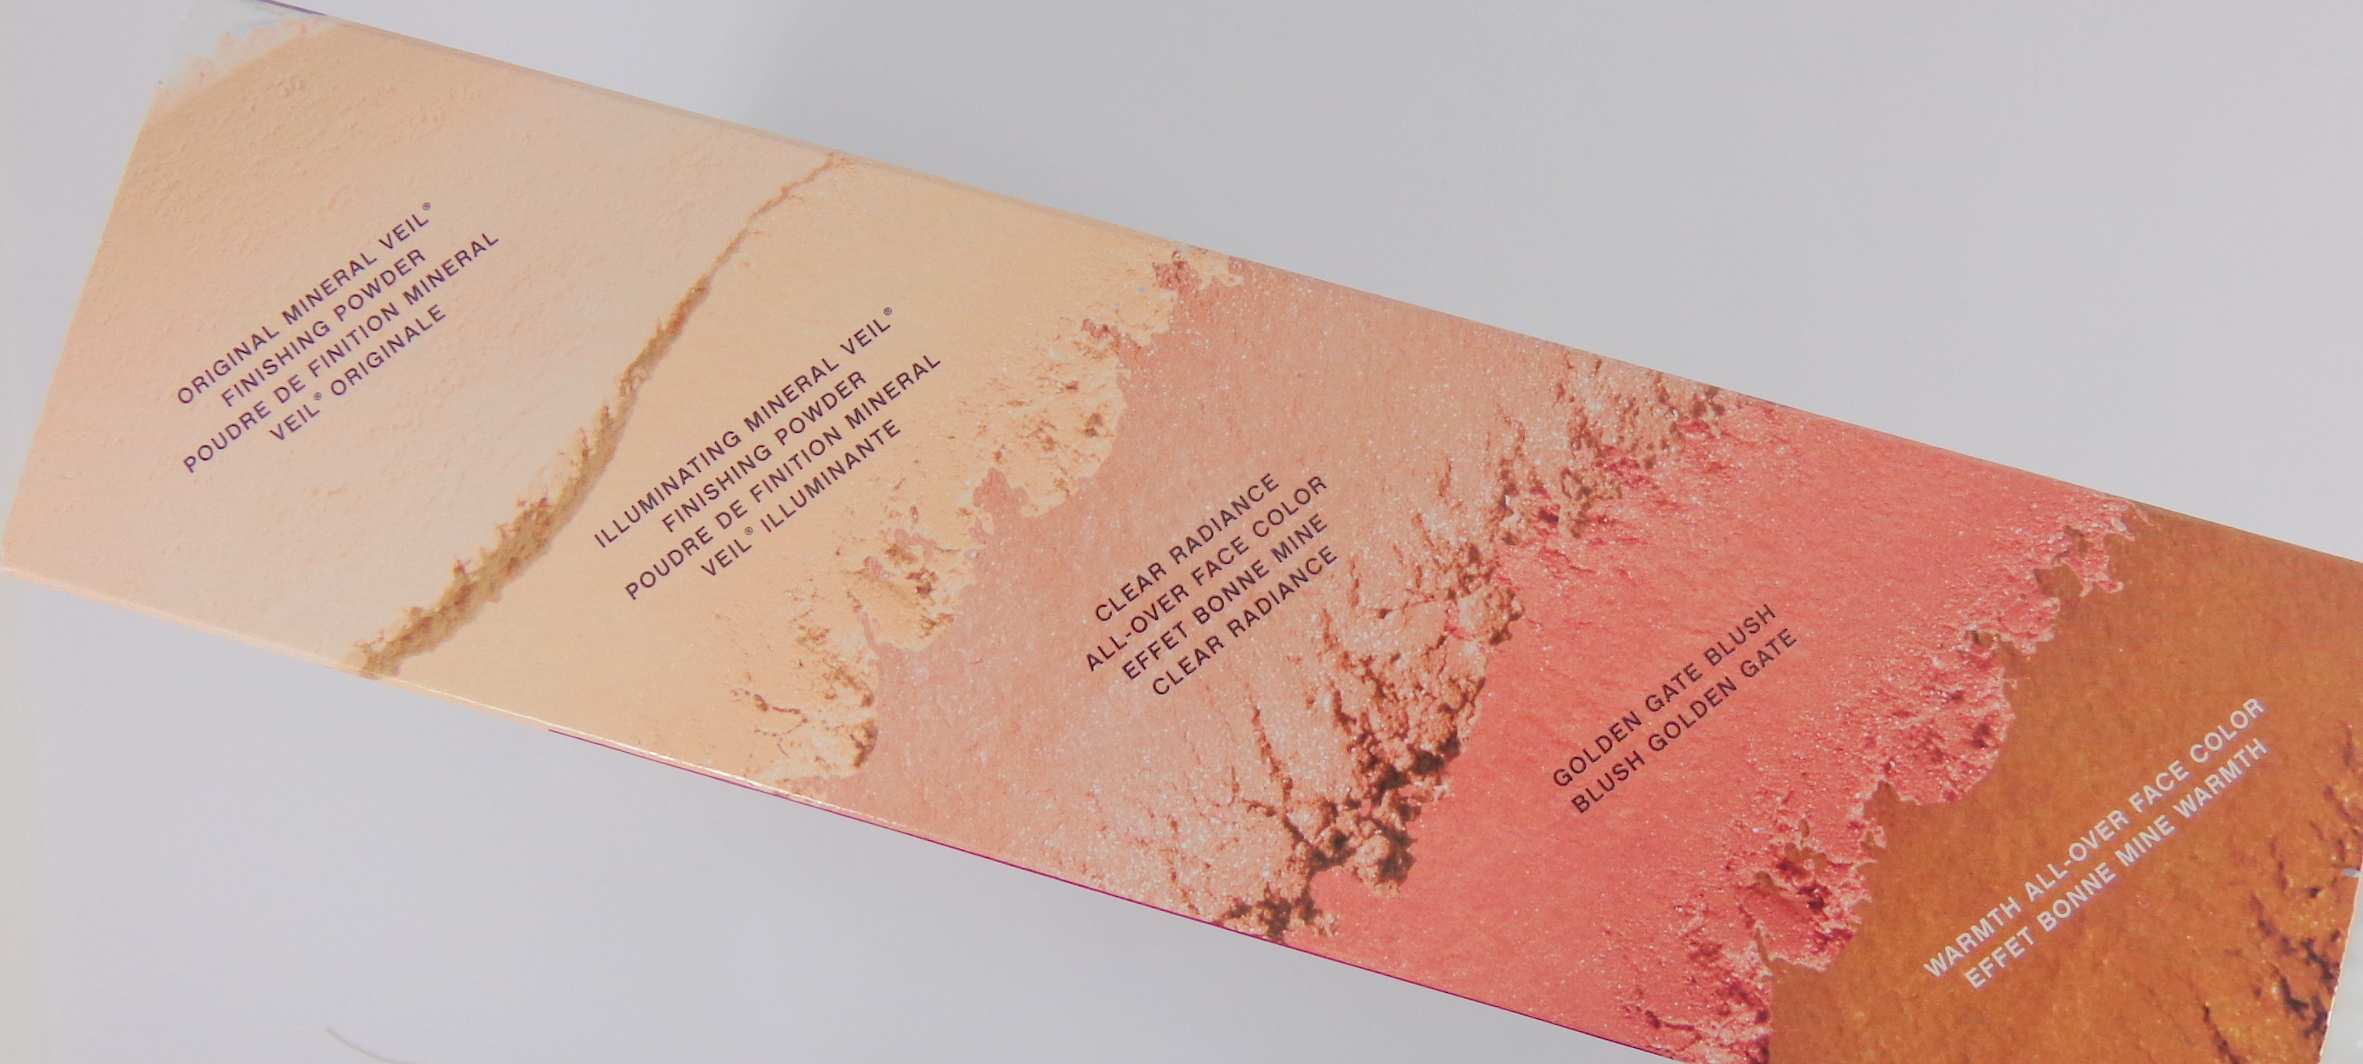 ORIGINAL MINERAL VEIL®
FINISHING POWDER
POUDRE DE FINITION MINERAL
VEIL® ORIGINALE
ILLUMINATING MINERAL VEIL®
FINISHING POWDER
POUDRE DE FINITION MINERAL
VEIL® ILLUMINANTE
CLEAR RADIANCE
ALL-OVER FACE COLOR
EFFET BONNE MINE
CLEAR RADIANCE
GOLDEN GATE BLUSH
BLUSH GOLDEN GATE
WARMTH ALL-OVER FACE COLOR
EFFET BONNE MINE WARMTH